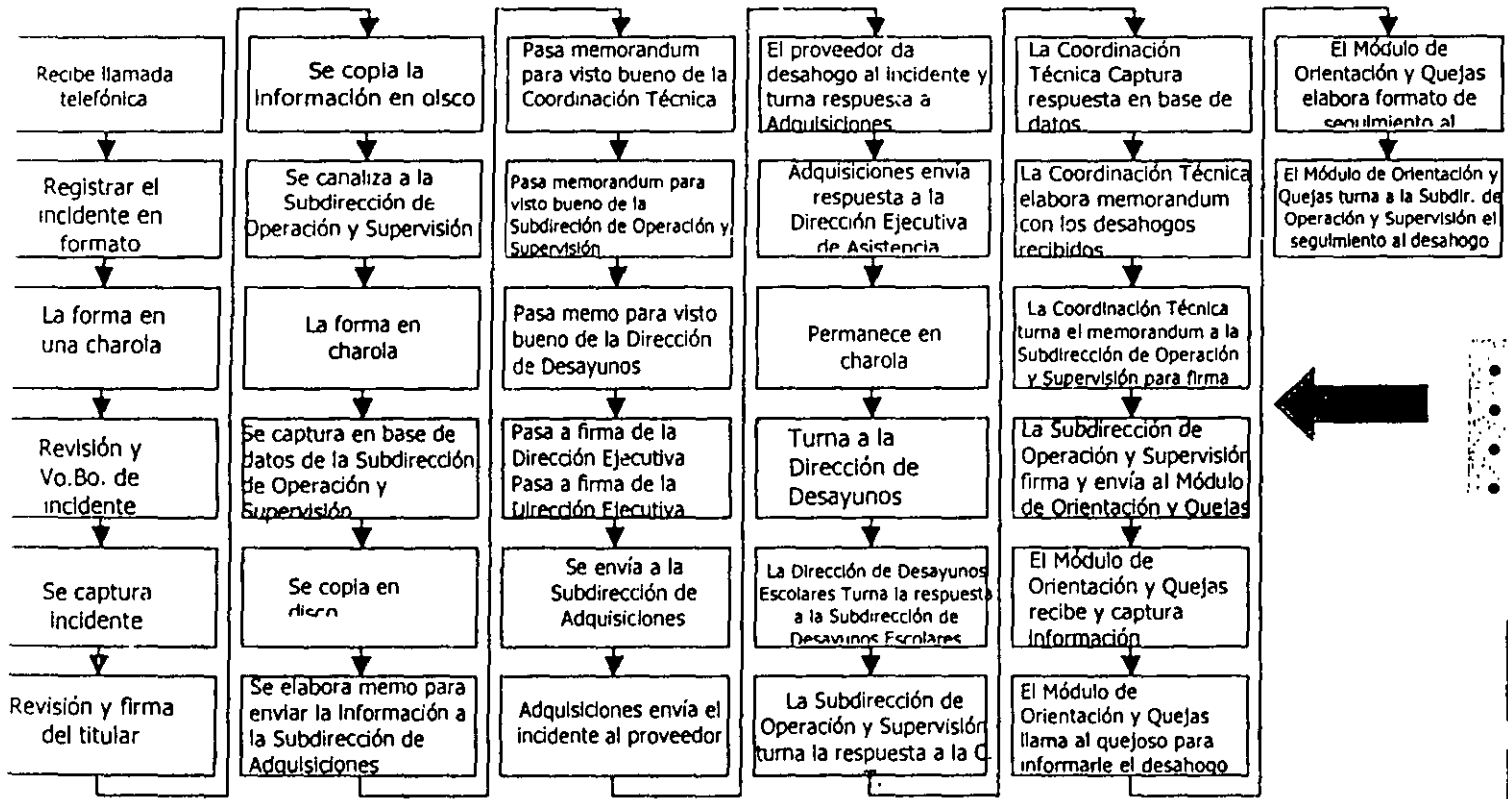 Recibe llamada
telefónica
Registrar el
incidente en
formato
La forma en
una charola
Revisión y
Vo.Bo. de
incidente
Se captura
incidente
Revisión y firma
del titular
Se copia la
Información en disco
Se canaliza a la
Subdirección de
Operación y Supervisión
La forma en
charola
Se captura en base de
datos de la Subdirección
de Operación y
Supervisión
Se copia en
disco
Se elabora memo para
enviar la Información a
la Subdirección de
Adquisiciones
Pasa memorandum
para visto bueno de la
Coordinación Técnica
Pasa memorandum para
visto bueno de la
Subdireción de Operación y
Supervisión
Pasa memo para visto
bueno de la Dirección
de Desayunos
Pasa a firma de la
Dirección Ejecutiva
Pasa a firma de la
Dirección Ejecutiva
Se envía a la
Subdirección de
Adquisiciones
Adquisiciones envía el
incidente al proveedor
El proveedor da
desahogo al incidente y
turna respuesta a
Adquisiciones
Adquisiciones envía
respuesta a la
Dirección Ejecutiva
de Asistencia
Permanece en
charola
Turna a la
Dirección de
Desayunos
La Dirección de Desayunos
Escolares Turna la respuesta
a la Subdirección de
Desayunos Escolares
La Subdirección de
Operación y Supervisión
turna la respuesta a la C.
La Coordinación
Técnica Captura
respuesta en base de
datos
La Coordinación Técnica
elabora memorandum
con los desahogos
recibidos
La Coordinación Técnica
turna el memorandum a la
Subdirección de Operación
y Supervisión para firma
La Subdirección de
Operación y Supervisión
firma y envía al Módulo
de Orientación y Quejas
El Módulo de
Orientación y Quejas
recibe y captura
Información
El Módulo de
Orientación y Quejas
llama al quejoso para
informarle el desahogo
El Módulo de
Orientación y Quejas
elabora formato de
seguimiento al
El Módulo de Orientación y
Quejas turna a la Subdir. de
Operación y Supervisión el
seguimiento al desahogo